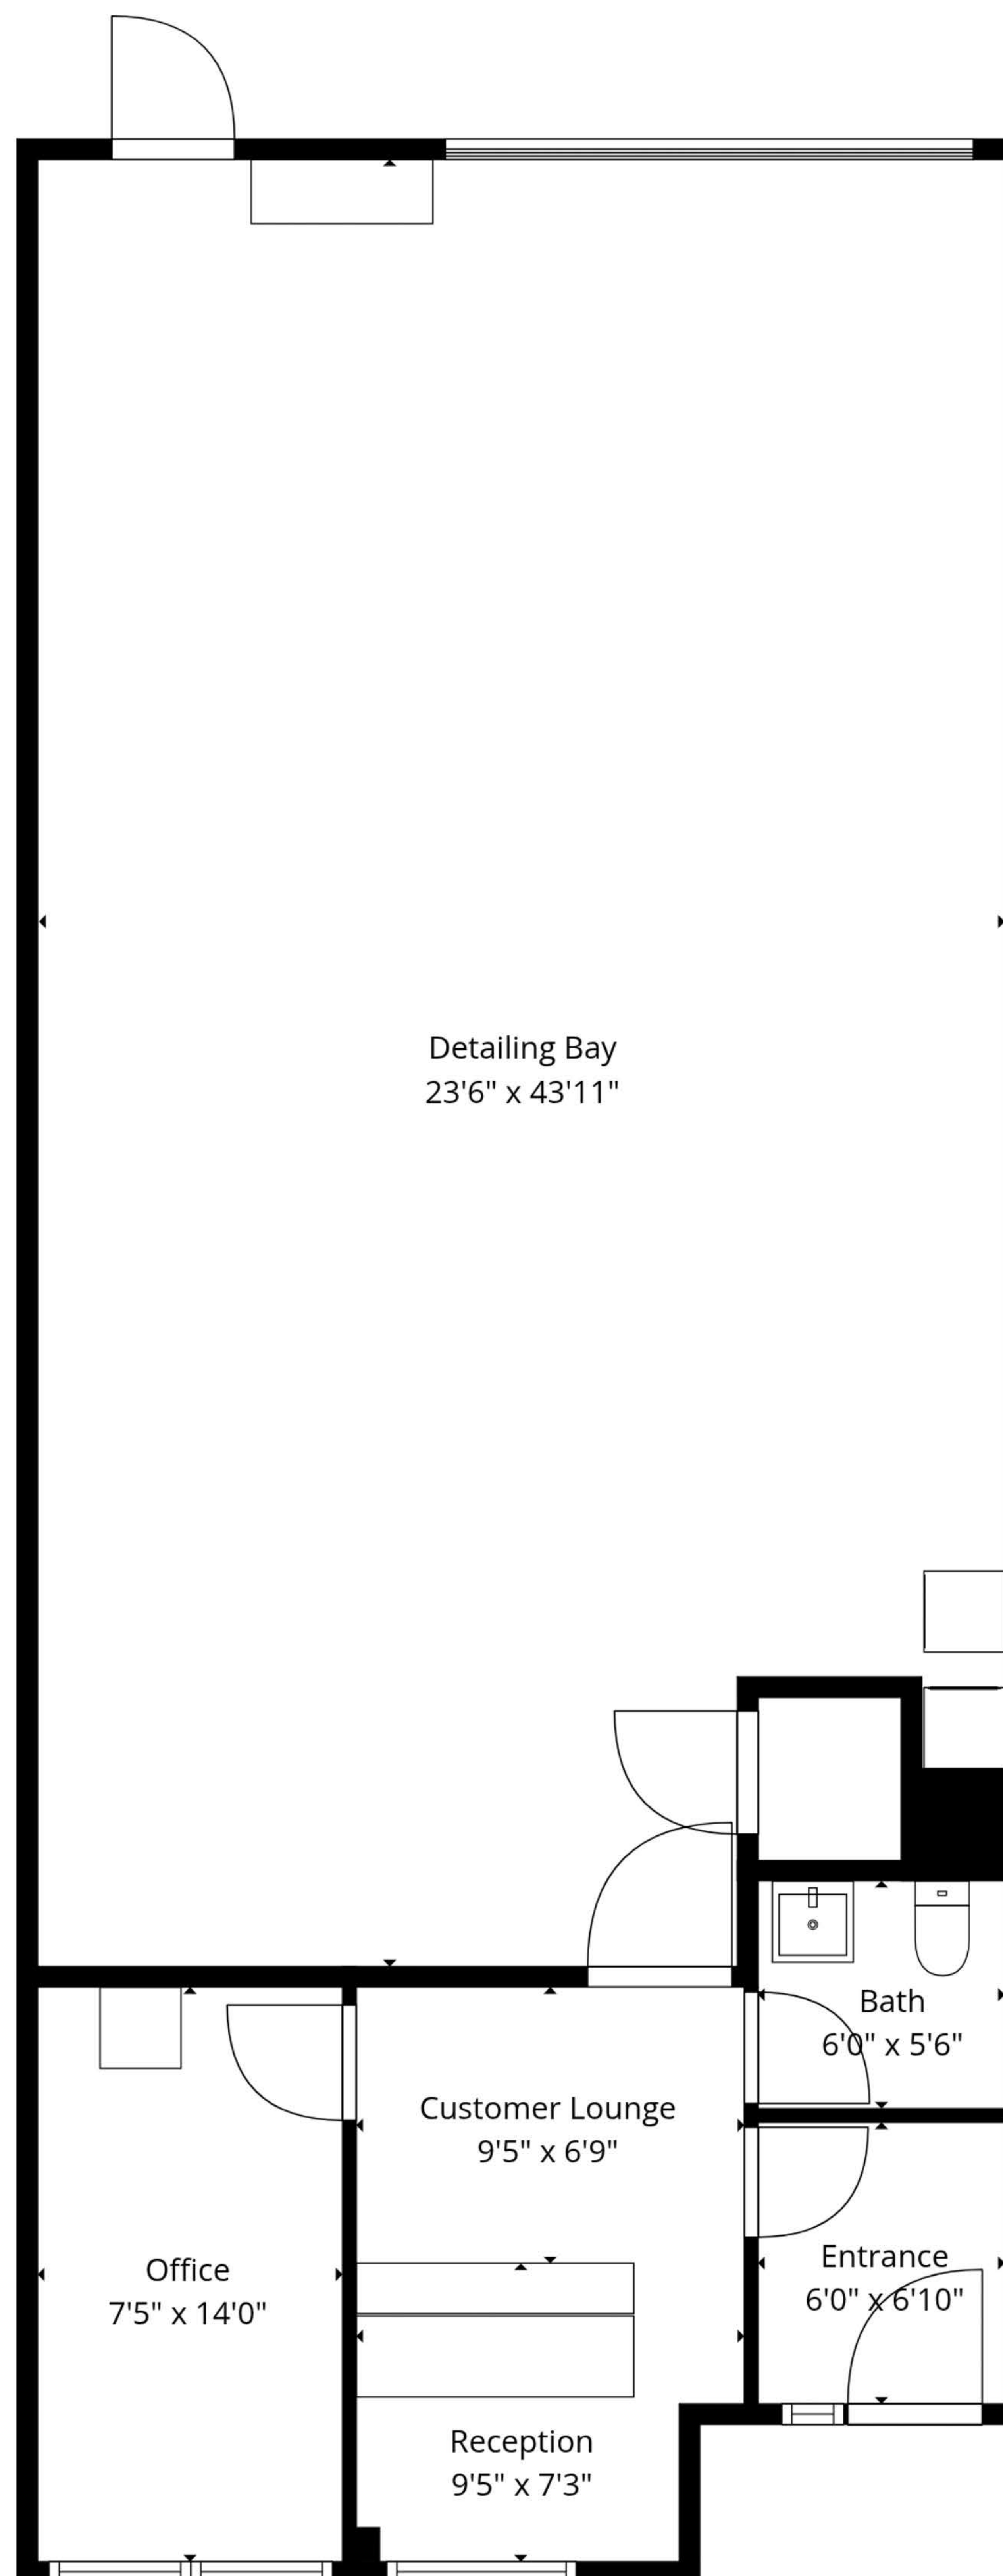 Detailing Bay
23'6" x 43'11"
Bath
6'0" x 5'6"
Customer Lounge
9'5" x 6'9"
Entrance
6'0" x 6'10"
Office
7'5" x 14'0"
Reception
9'5" x 7'3"